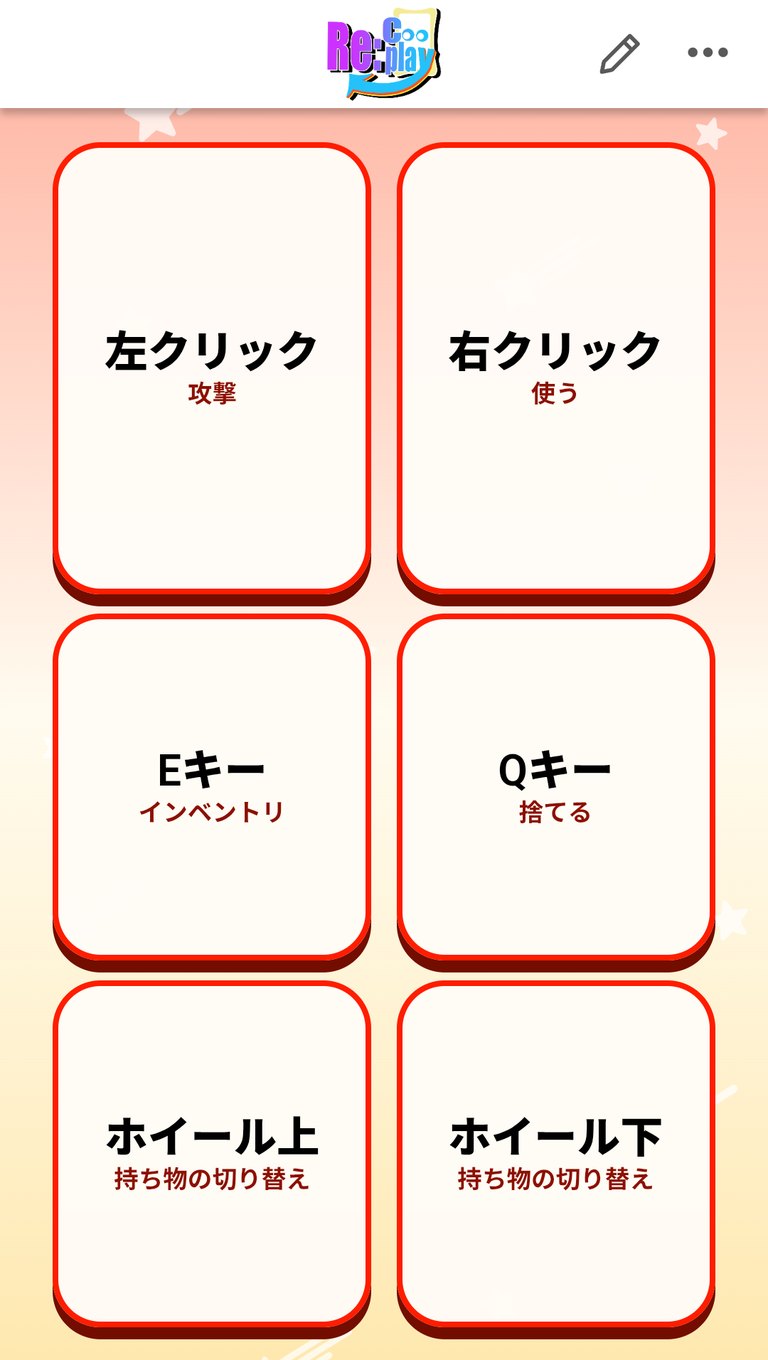 Re:Cooplay
左クリック
攻撃
右クリック
使う
Eキー
インベントリ
Qキー
捨てる
ホイール上
持ち物の切り替え
ホイール下
持ち物の切り替え